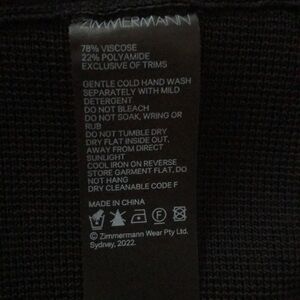 ZIMMERMANN
78% VISCOSE
22% POLYAMIDE
EXCLUSIVE OF TRIMS
GENTLE COLD HAND WASH
SEPARATELY WITH MILD
DETERGENT
DO NOT BLEACH
DO NOT SOAK, WRING OR
RUB
DO NOT TUMBLE DRY
DRY FLAT INSIDE OUT,
AWAY FROM DIRECT
SUNLIGHT
COOL IRON ON REVERSE
STORE GARMENT FLAT, DO
NOT HANG
DRY CLEANABLE CODE F
MADE IN CHINA
F
© Zimmermann Wear Pty Ltd.
Sydney, 2022.